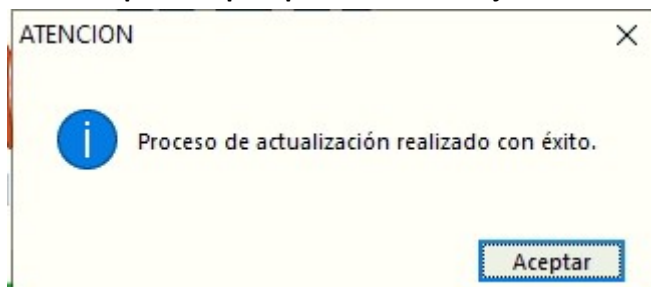 ATENCION
Proceso de actualización realizado con éxito.
Aceptar